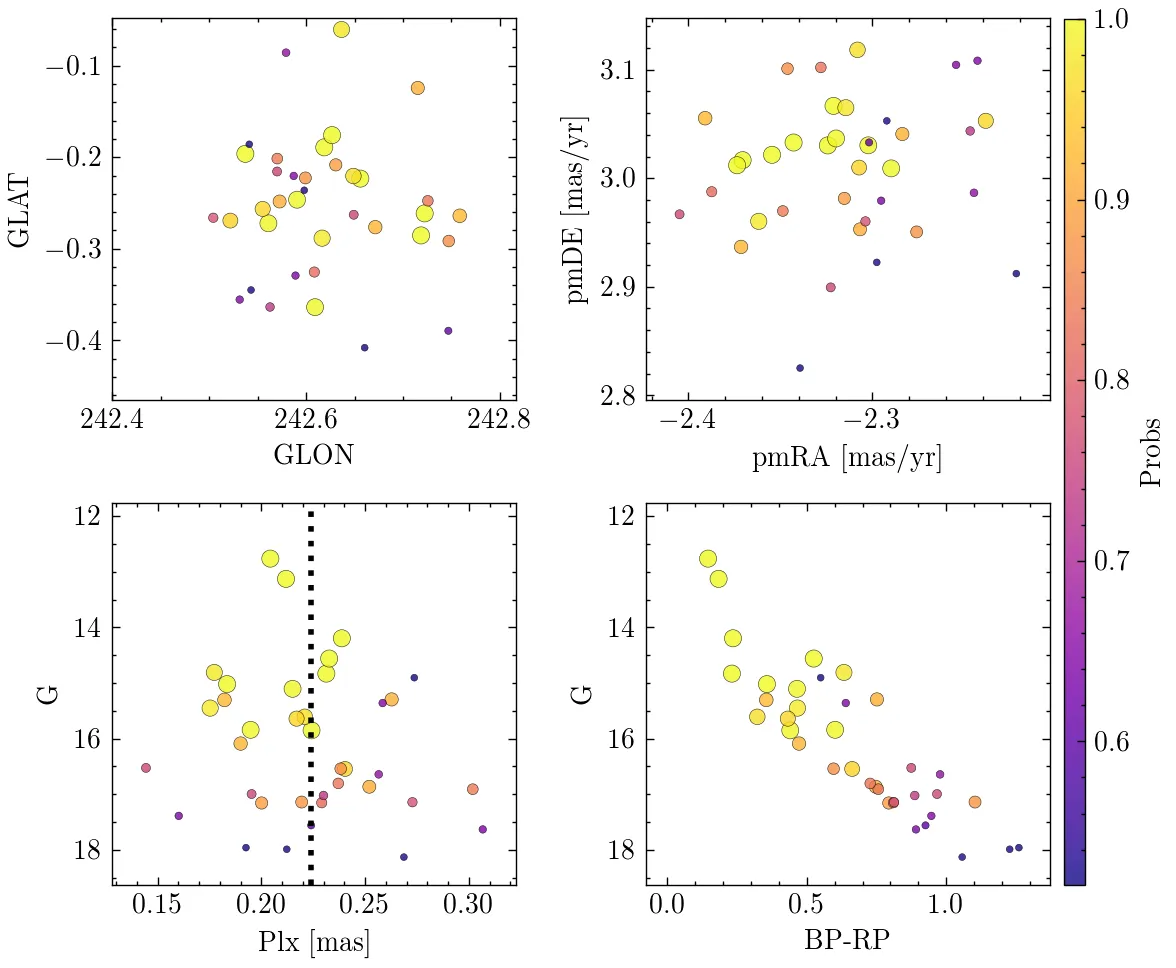 −0.1
−0.2
−0.3
−0.4
GLAT
242.4 242.6 242.8
GLON
3.1
3.0
2.9
2.8
pmDE [mas/yr]
−2.4 −2.3
pmRA [mas/yr]
12
14
16
18
G
0.15 0.20 0.25 0.30
Plx [mas]
12
14
16
18
G
0.0 0.5 1.0
BP-RP
1.0
0.9
0.8
0.7
0.6
Probs